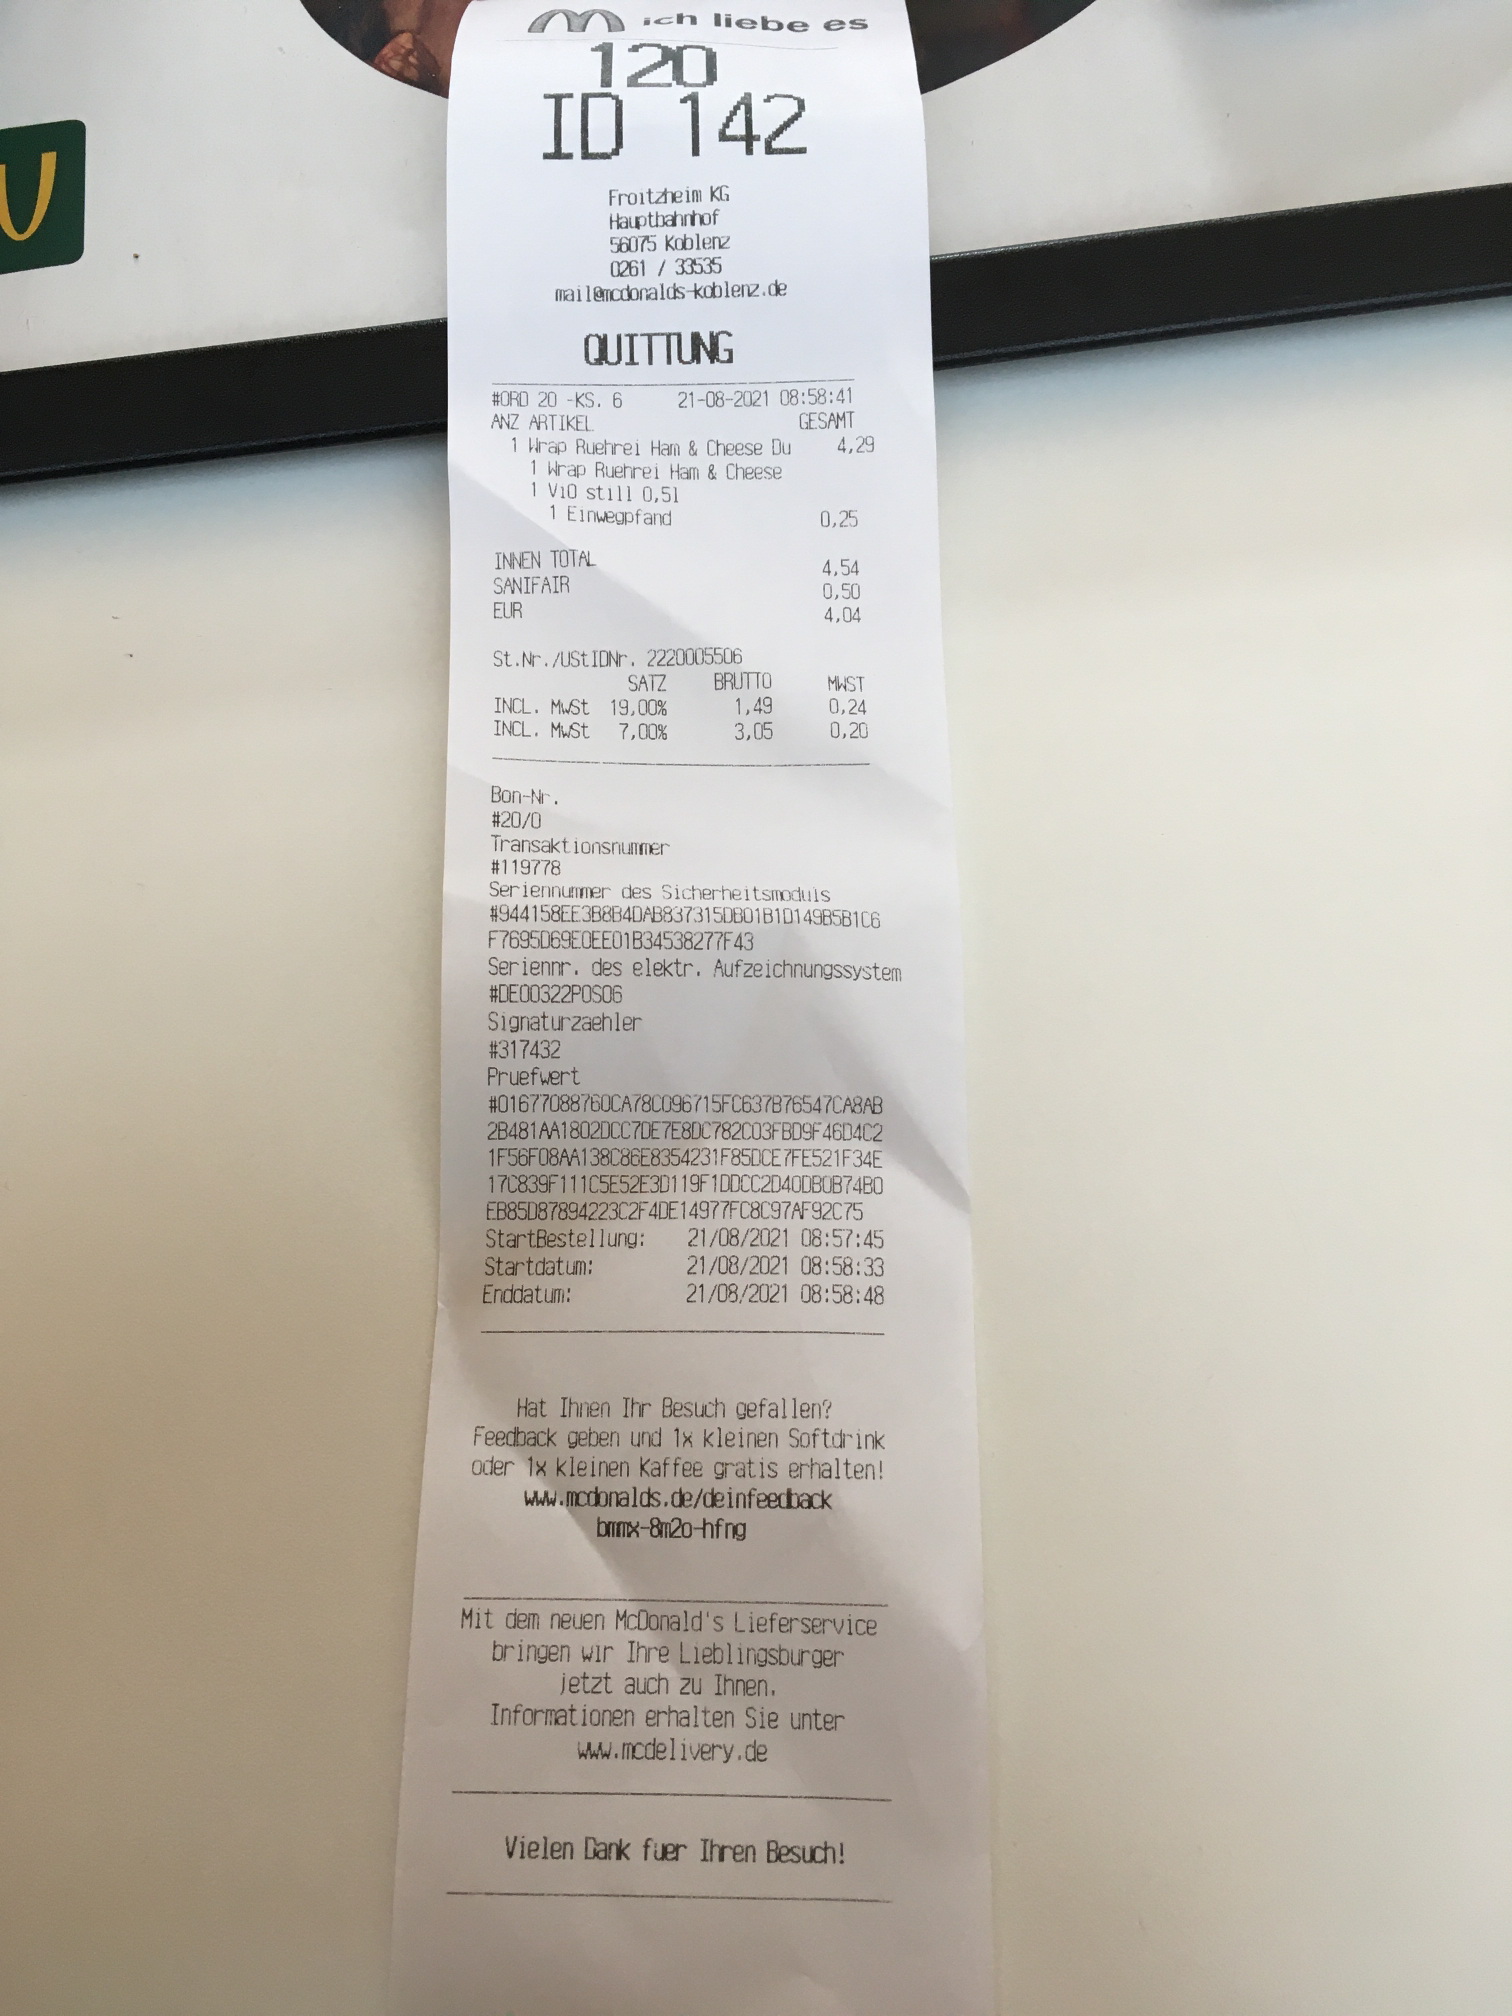 ich liebe es
120
ID 142
Froitzheim KG
Hauptbahnhof
56075 Koblenz
0261 / 33535
mail@mcdonalds-koblenz.de
QUITTUNG
#ORD 20 -KS. 6 21-08-2021 08:58:41
ANZ ARTIKEL GESAMT
1 Wrap Ruehrei Ham & Cheese Du 4,29
1 Wrap Ruehrei Ham & Cheese
1 ViO still 0,5l
1 Einwegpfand 0,25
INNEN TOTAL 4,54
SANIFAIR 0,50
EUR 4,04
St.Nr./UStIDNr. 2220005506
SATZ BRUTTO MWST
INCL. MwSt 19,00% 1,49 0,24
INCL. MwSt 7,00% 3,05 0,20
Bon-Nr.
#20/0
Transaktionsnummer
#119778
Seriennummer des Sicherheitsmoduls
#944158EE3B8B4DAB837315DB01B1D149B5B1C6
F7695D69E0EE01B34538277F43
Seriennr. des elektr. Aufzeichnungssystem
#DE00322POS06
Signaturzaehler
#317432
Pruefwert
#01677088760CA78C096715FC637B76547CA8AB
2B481AA1802DCC7DE7E8DC782C03FBD9F46D4C2
1F56F08AA138C86E8354231F85DCE7FE521F34E
17C839F111C5E52E3D119F1DDCC2D40DB0B74B0
EB85D87894223C2F4DE14977FC8C97AF92C75
StartBestellung: 21/08/2021 08:57:45
Startdatum: 21/08/2021 08:58:33
Enddatum: 21/08/2021 08:58:48
Hat Ihnen Ihr Besuch gefallen?
Feedback geben und 1x kleinen Softdrink
oder 1x kleinen Kaffee gratis erhalten!
www.mcdonalds.de/deinfeedback
bmmx-8m2o-hfng
Mit dem neuen McDonald's Lieferservice
bringen wir Ihre Lieblingsburger
jetzt auch zu Ihnen.
Informationen erhalten Sie unter
www.mcdelivery.de
Vielen Dank fuer Ihren Besuch!